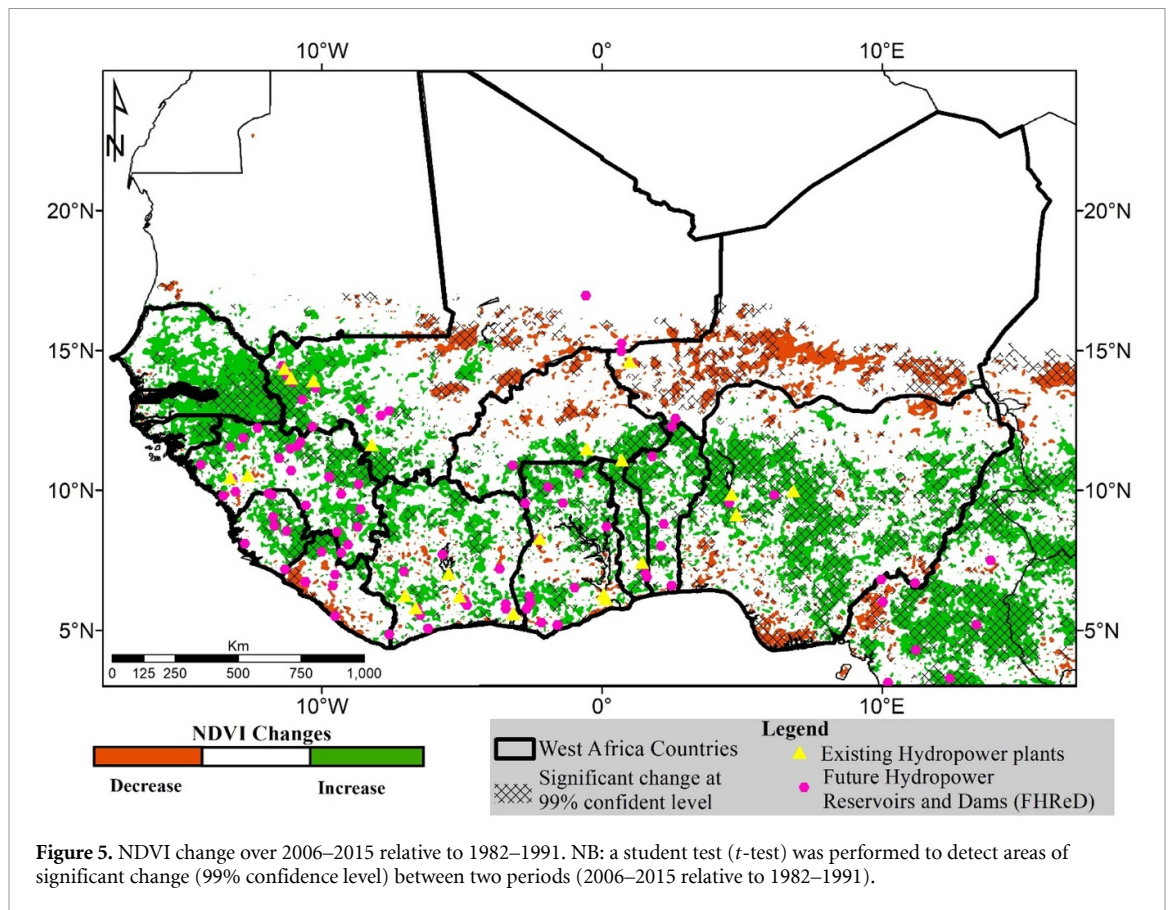 10°W 0° 10°E
N
20°N 20°N
15°N 15°N
10°N 10°N
5°N 5°N
Km
0 125 250 500 750 1,000
10°W 0° 10°E
NDVI Changes
Decrease Increase
Legend
West Africa Countries
Significant change at
99% confident level
Existing Hydropower plants
Future Hydropower
Reservoirs and Dams (FHReD)
Figure 5. NDVI change over 2006–2015 relative to 1982–1991. NB: a student test (t-test) was performed to detect areas of
significant change (99% confidence level) between two periods (2006–2015 relative to 1982–1991).